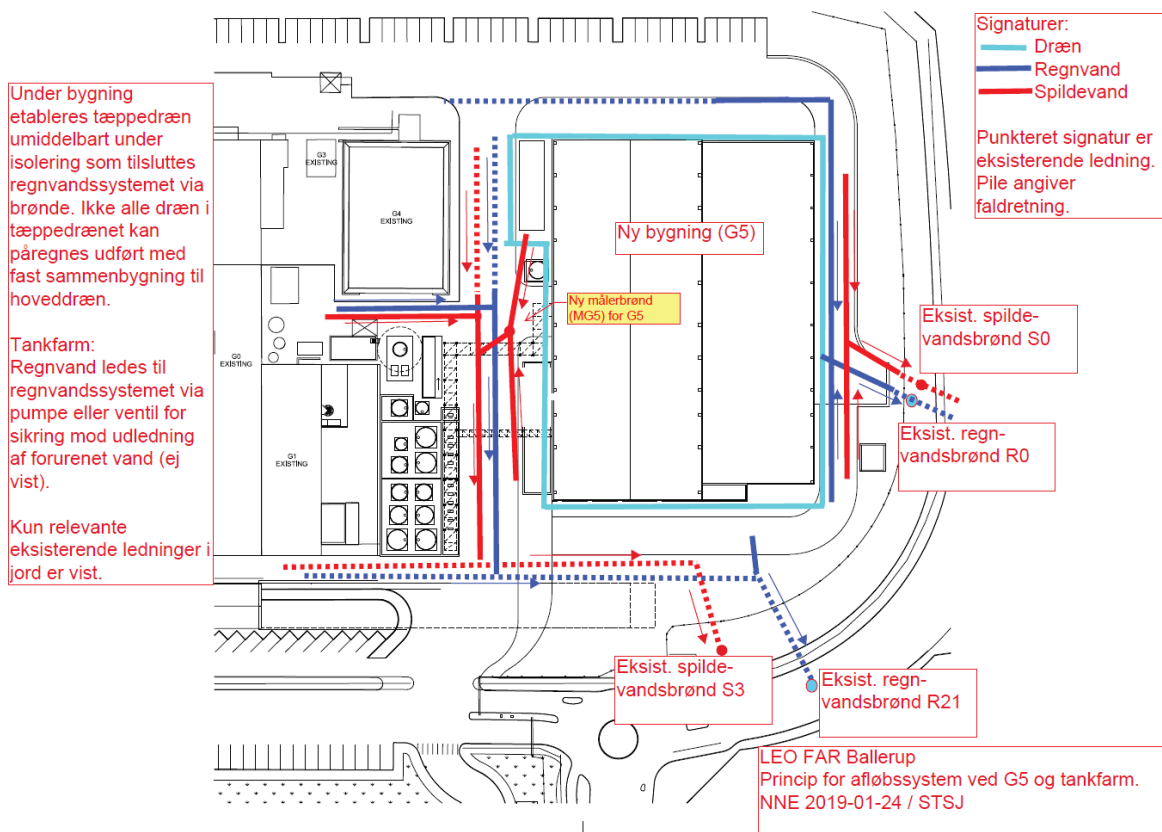 Signaturer:
Dræn
Regnvand
Spildevand
Punkteret signatur er
eksisterende ledning.
Pile angiver
faldretning.
Under bygning
etableres tæppedræn
umiddelbart under
isolering som tilsluttes
regnvandssystemet via
brønde. Ikke alle dræn i
tæppedrænet kan
påregnes udført med
fast sammenbygning til
hoveddræn.
Tankfarm:
Regnvand ledes til
regnvandssystemet via
pumpe eller ventil for
sikring mod udledning
af forurenet vand (ej
vist).
Kun relevante
eksisterende ledninger i
jord er vist.
G3
EXISTING
G4
EXISTING
Ny bygning (G5)
Ny målerbrønd
(MG5) for G5
G0
EXISTING
G1
EXISTING
Eksist. spilde-
vandsbrønd S0
Eksist. regn-
vandsbrønd R0
Eksist. spilde-
vandsbrønd S3
Eksist. regn-
vandsbrønd R21
LEO FAR Ballerup
Princip for afløbssystem ved G5 og tankfarm.
NNE 2019-01-24 / STSJ